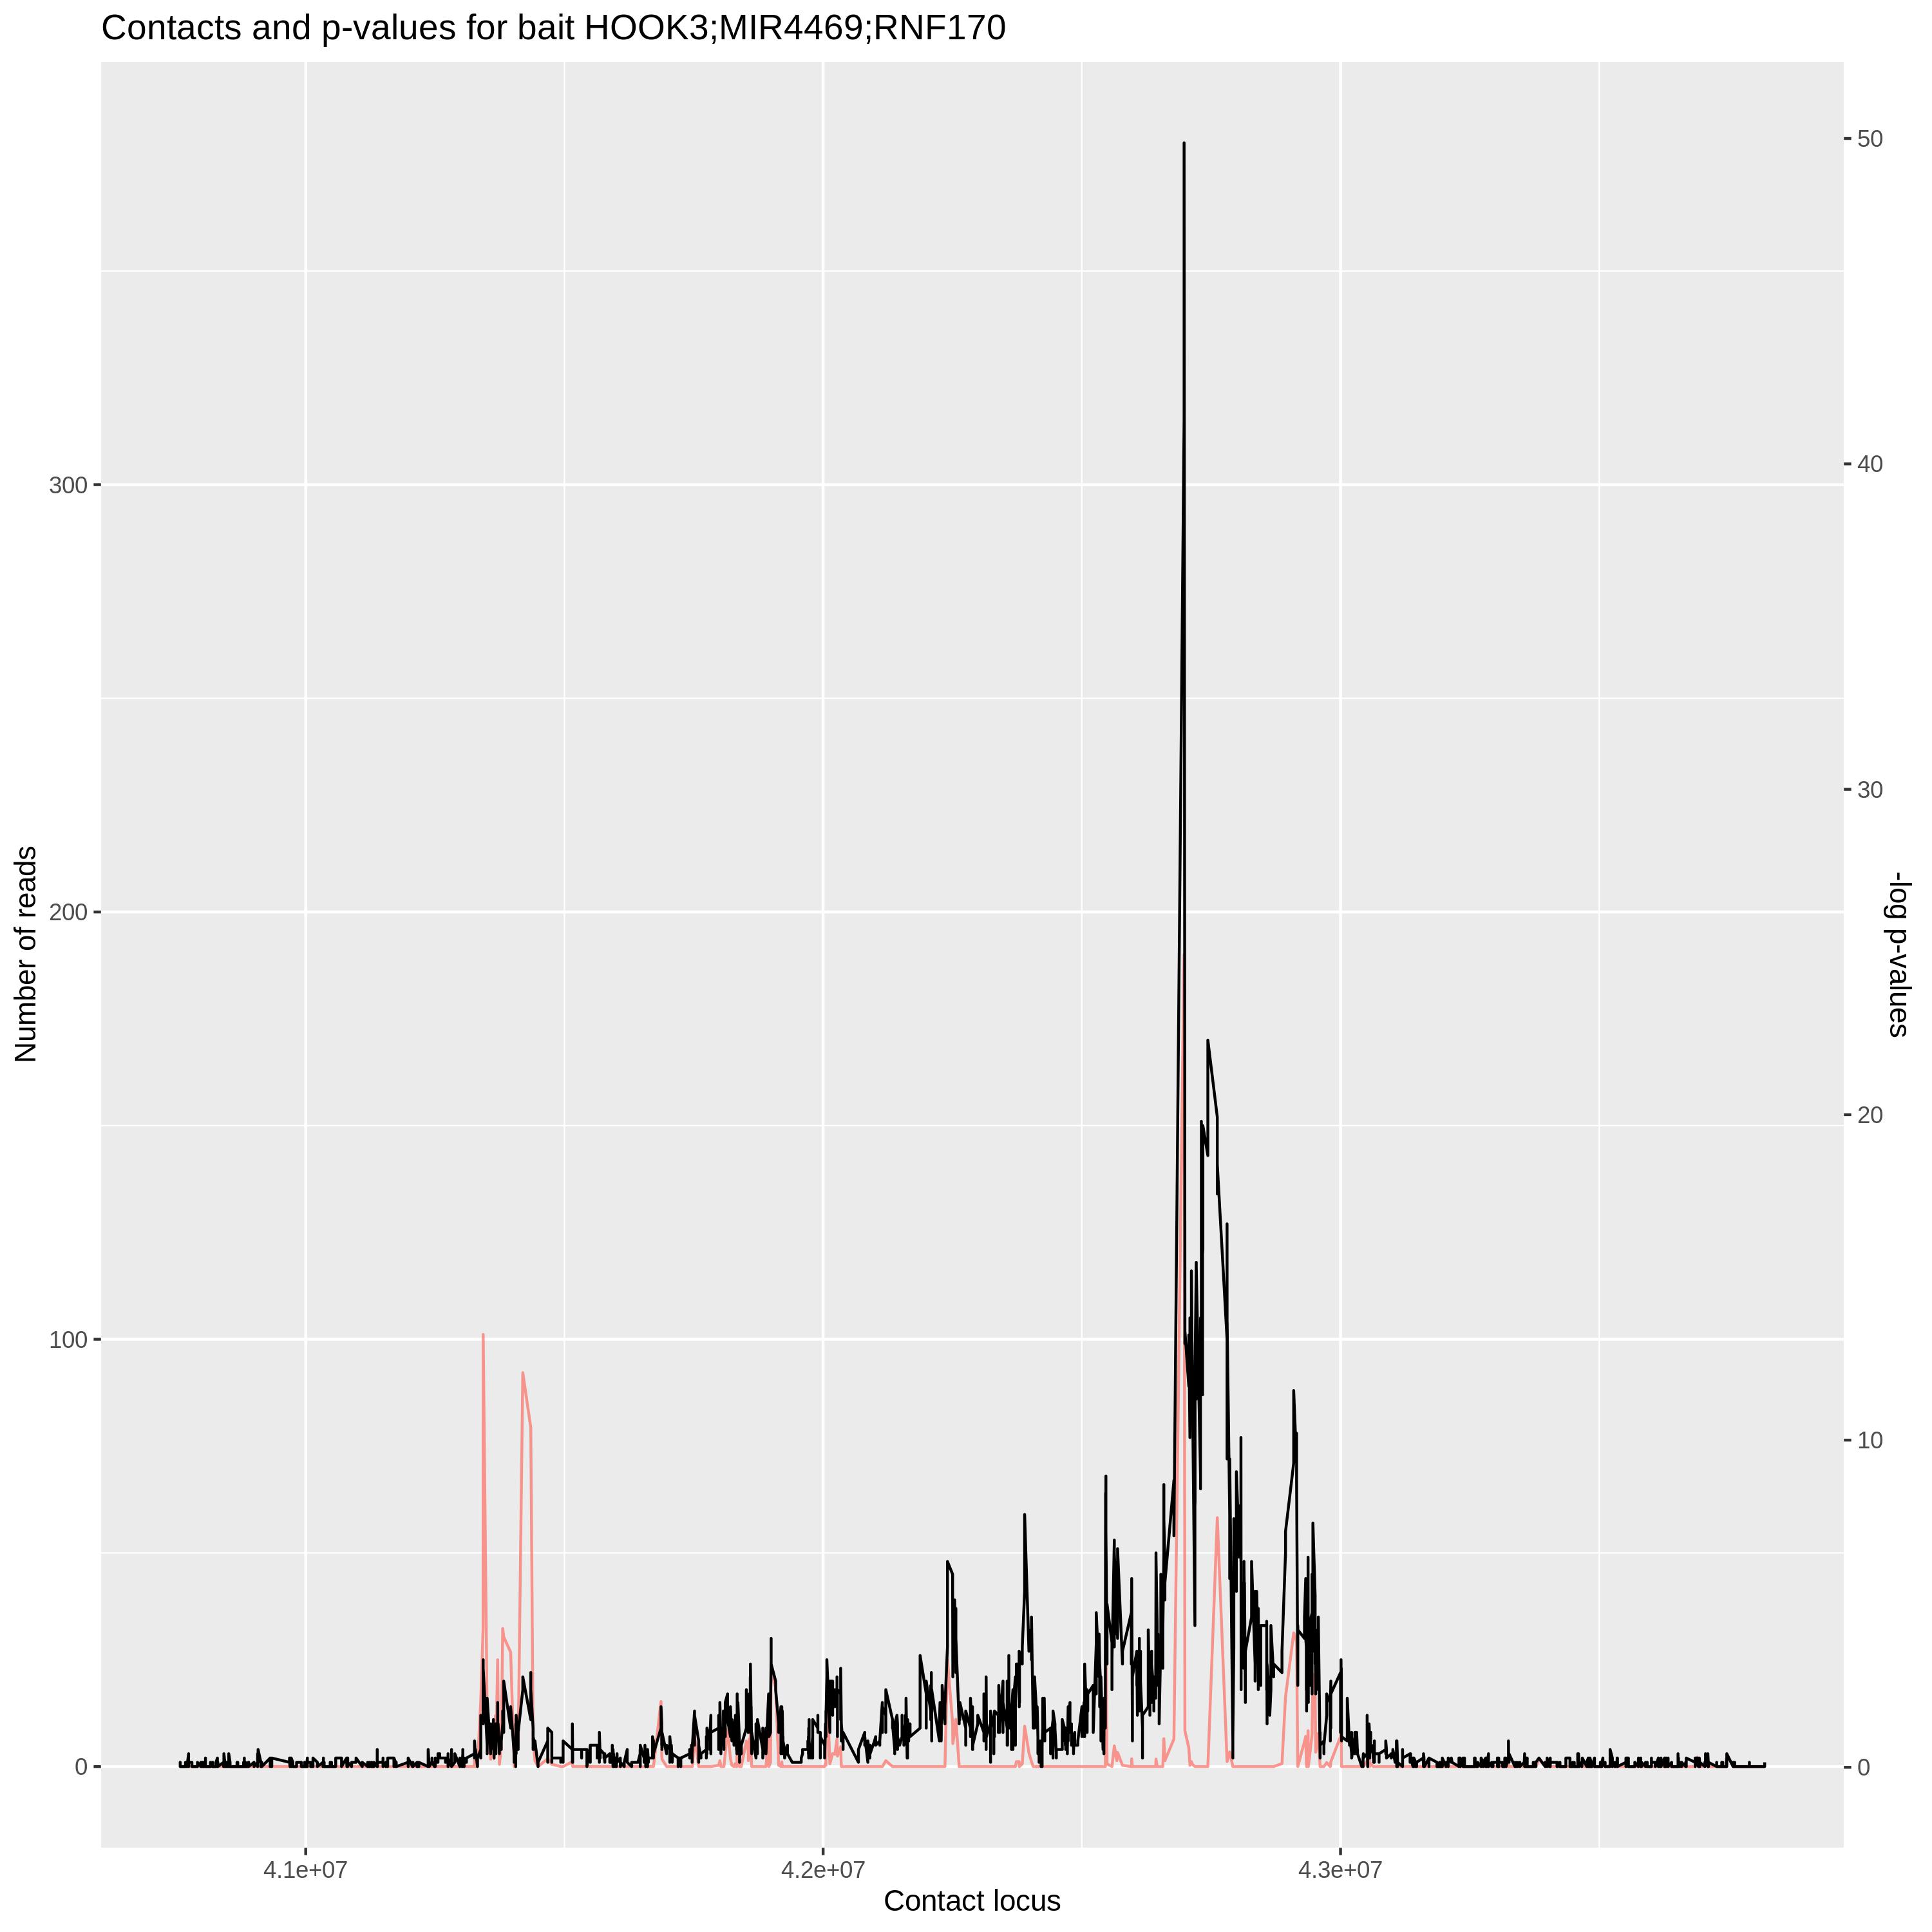 Contacts and p-values for bait HOOK3;MIR4469;RNF170
Number of reads
300
200
100
0
50
40
30
20
10
0
-log p-values
4.1e+07
4.2e+07
4.3e+07
Contact locus